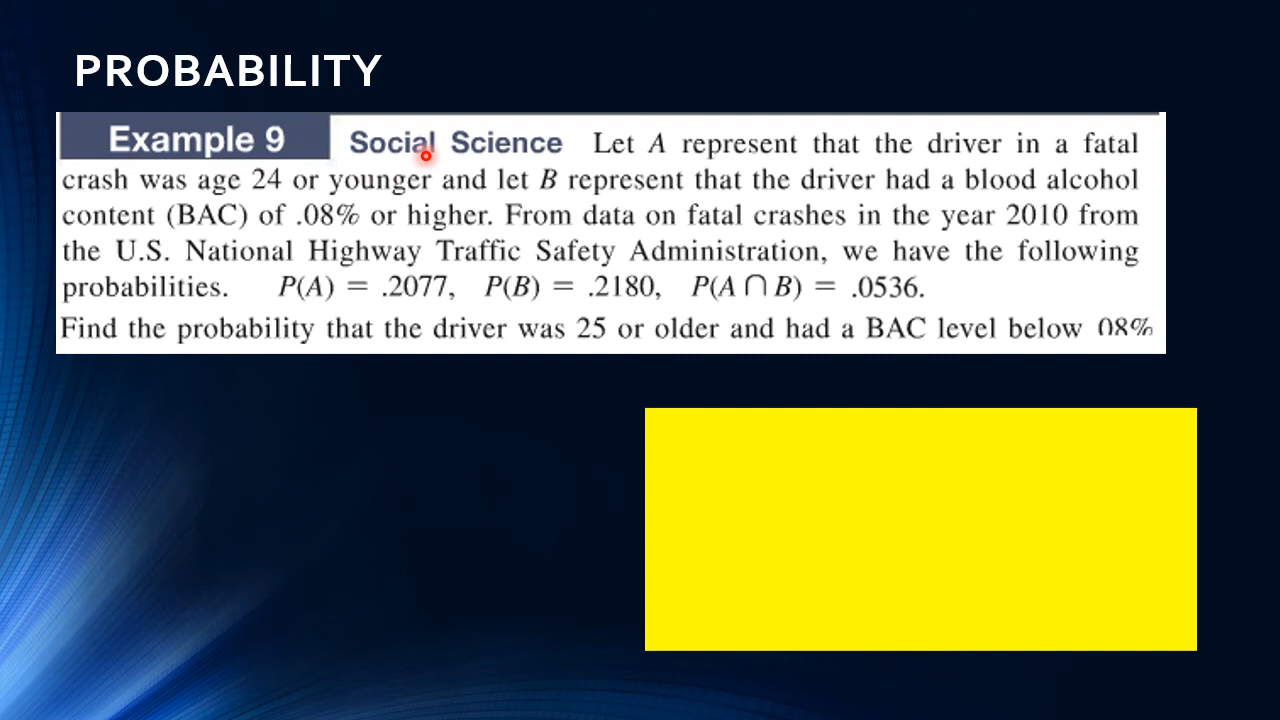 PROBABILITY
Example 9 Social Science Let A represent that the driver in a fatal
crash was age 24 or younger and let B represent that the driver had a blood alcohol
content (BAC) of .08% or higher. From data on fatal crashes in the year 2010 from
the U.S. National Highway Traffic Safety Administration, we have the following
probabilities. P(A) = .2077, P(B) = .2180, P(A ∩ B) = .0536.
Find the probability that the driver was 25 or older and had a BAC level below 08%